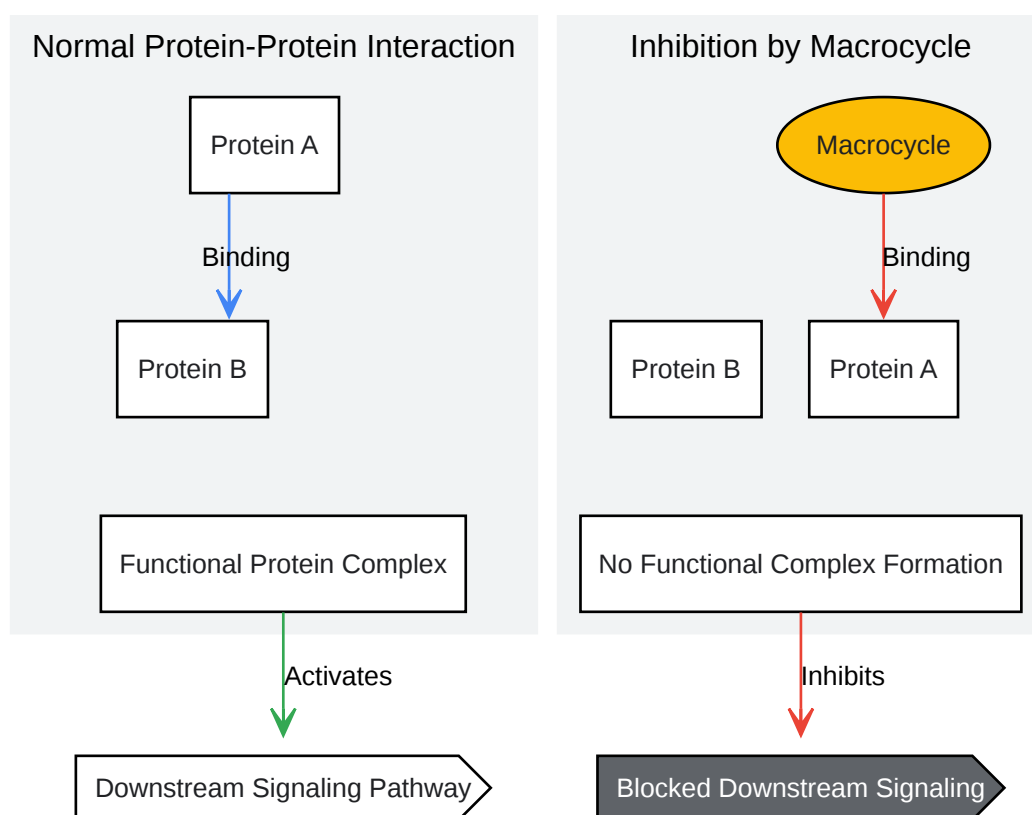 Normal Protein-Protein Interaction
Protein A
Binding
Protein B
Functional Protein Complex
Activates
Downstream Signaling Pathway
Inhibition by Macrocycle
Macrocycle
Binding
Protein B
Protein A
No Functional Complex Formation
Inhibits
Blocked Downstream Signaling